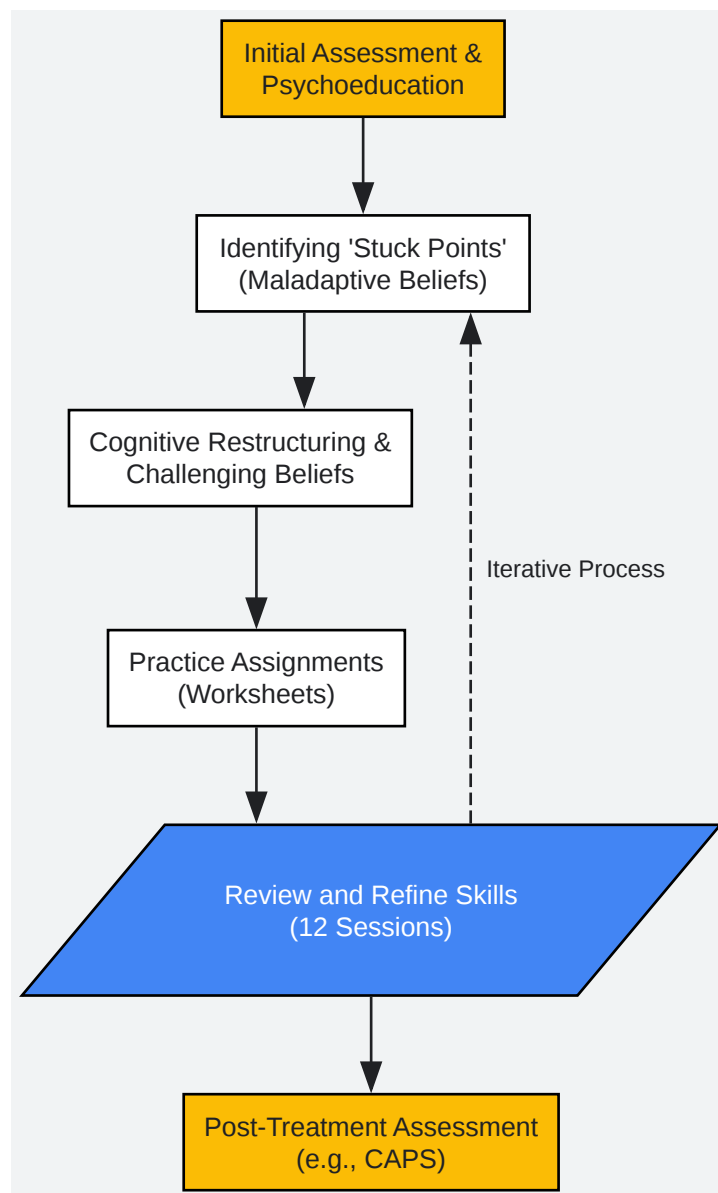 Initial Assessment &
Psychoeducation
Identifying 'Stuck Points'
(Maladaptive Beliefs)
Cognitive Restructuring &
Challenging Beliefs
Iterative Process
Practice Assignments
(Worksheets)
Review and Refine Skills
(12 Sessions)
Post-Treatment Assessment
(e.g., CAPS)